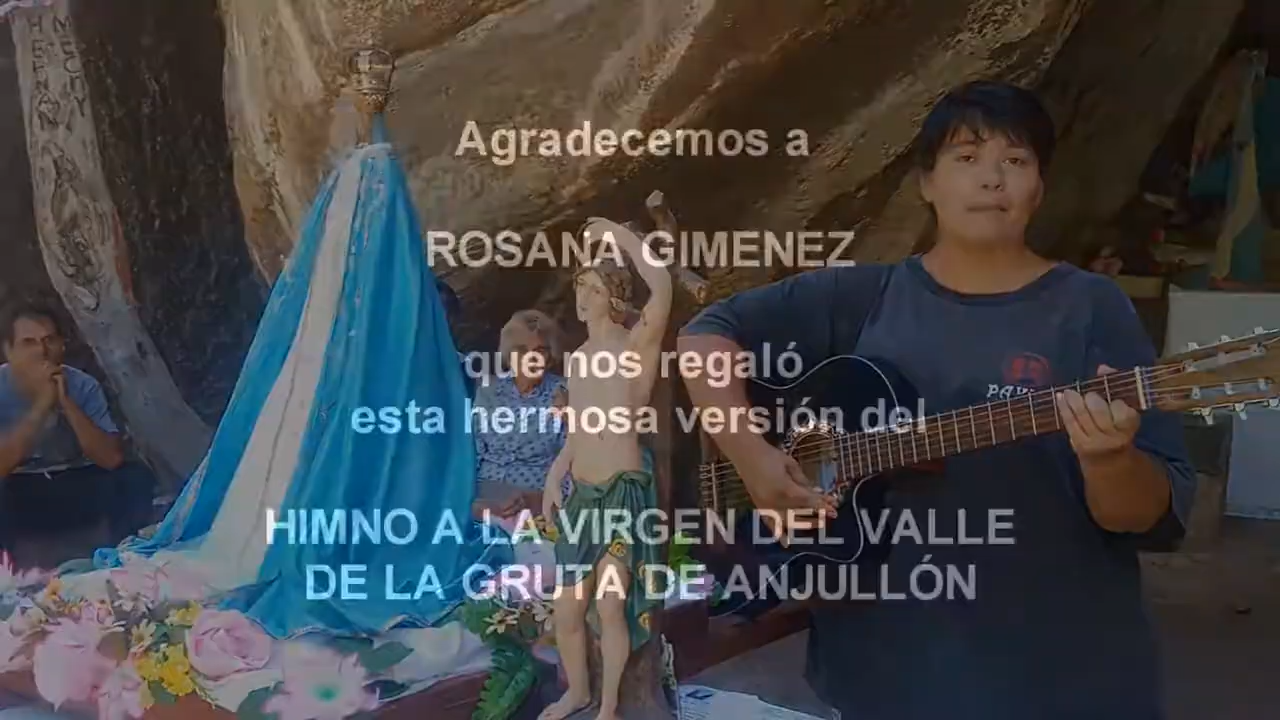 Agradecemos a
ROSANA GIMENEZ
que nos regaló
esta hermosa versión del
HIMNO A LA VIRGEN DEL VALLE
DE LA GRUTA DE ANJULLÓN